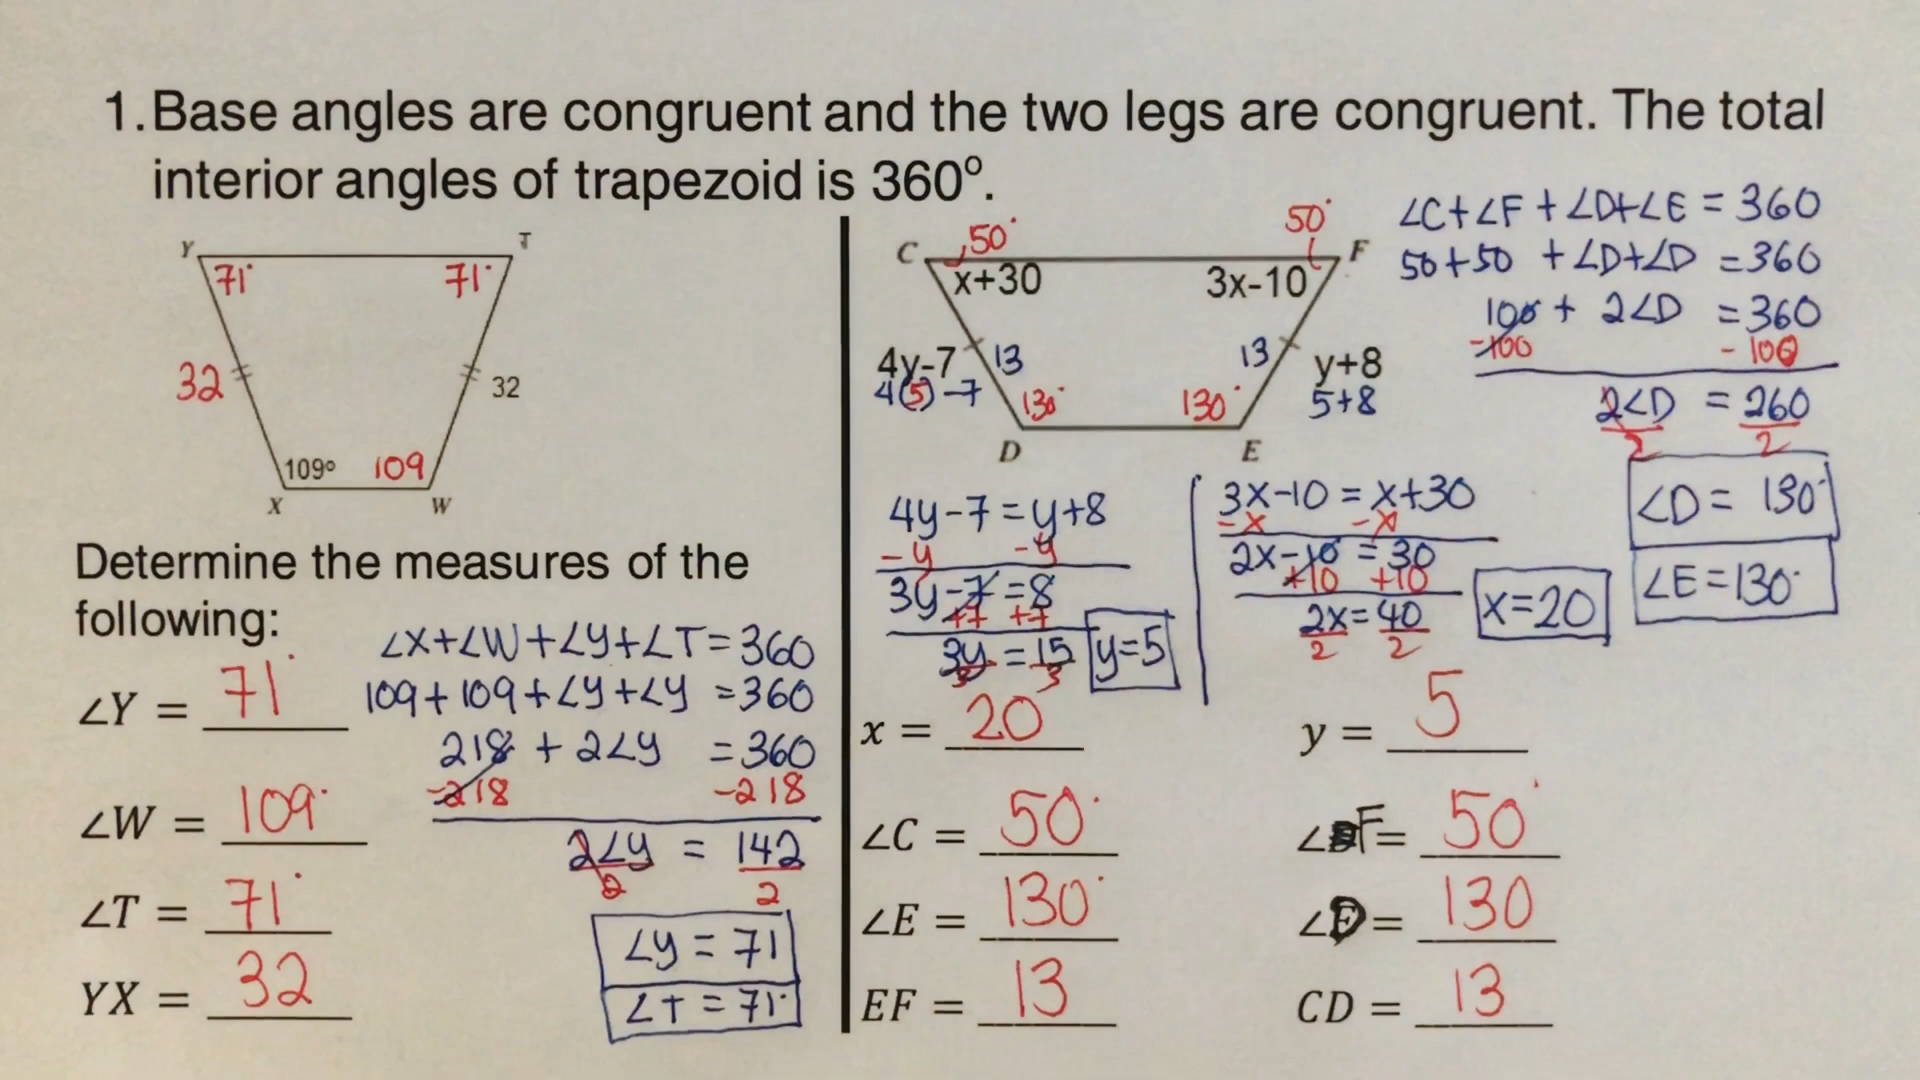 1. Base angles are congruent and the two legs are congruent. The total
interior angles of trapezoid is 360°.
Y
T
71°
71°
32
32
109°
109
X
W
Determine the measures of the
following:
∠X+∠W+∠Y+∠T=360
109+109+∠Y+∠Y =360
218 + 2∠Y =360
-218 -218
2∠Y = 142
2 2
∠Y = 71
∠T = 71°
∠Y = 71°
∠W = 109°
∠T = 71°
YX = 32
C
50°
50°
F
x+30
3x-10
4y-7
13
13
y+8
4(5)-7
5+8
130°
130°
D
E
∠C+∠F+∠D+∠E=360
50+50 +∠D+∠D =360
100+ 2∠D =360
-100 -100
2∠D = 260
2 2
∠D = 130°
∠E=130°
4y-7=y+8
-y -y
3y-7=8
+7 +7
3y=15
3 3
y=5
3x-10=x+30
-x -x
2x-10=30
+10 +10
2x=40
2 2
x=20
x = 20
y = 5
∠C = 50°
∠F= 50°
∠E = 130°
∠D= 130
EF = 13
CD = 13